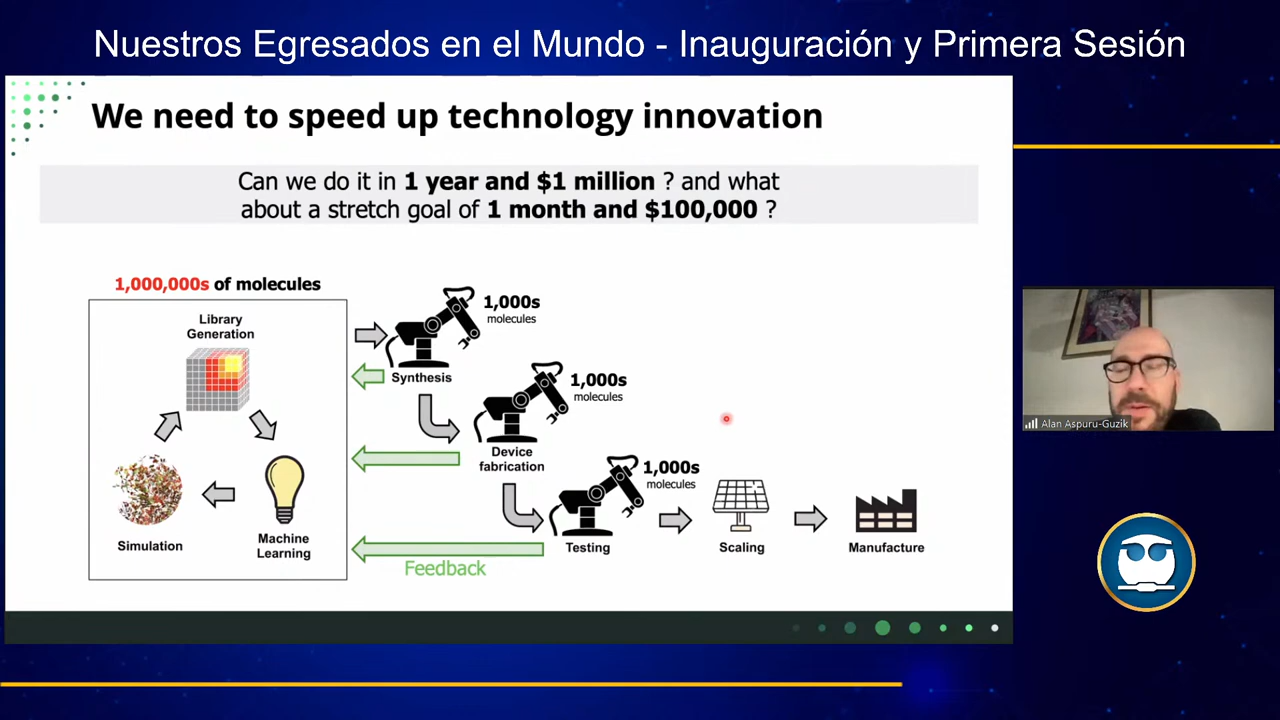 Nuestros Egresados en el Mundo - Inauguración y Primera Sesión
We need to speed up technology innovation
Can we do it in 1 year and $1 million ? and what
about a stretch goal of 1 month and $100,000 ?
1,000,000s of molecules
Library
Generation
Simulation
Machine
Learning
1,000s
molecules
Synthesis
1,000s
molecules
Device
fabrication
1,000s
molecules
Testing
Scaling
Manufacture
Feedback
Alan Aspuru-Guzik